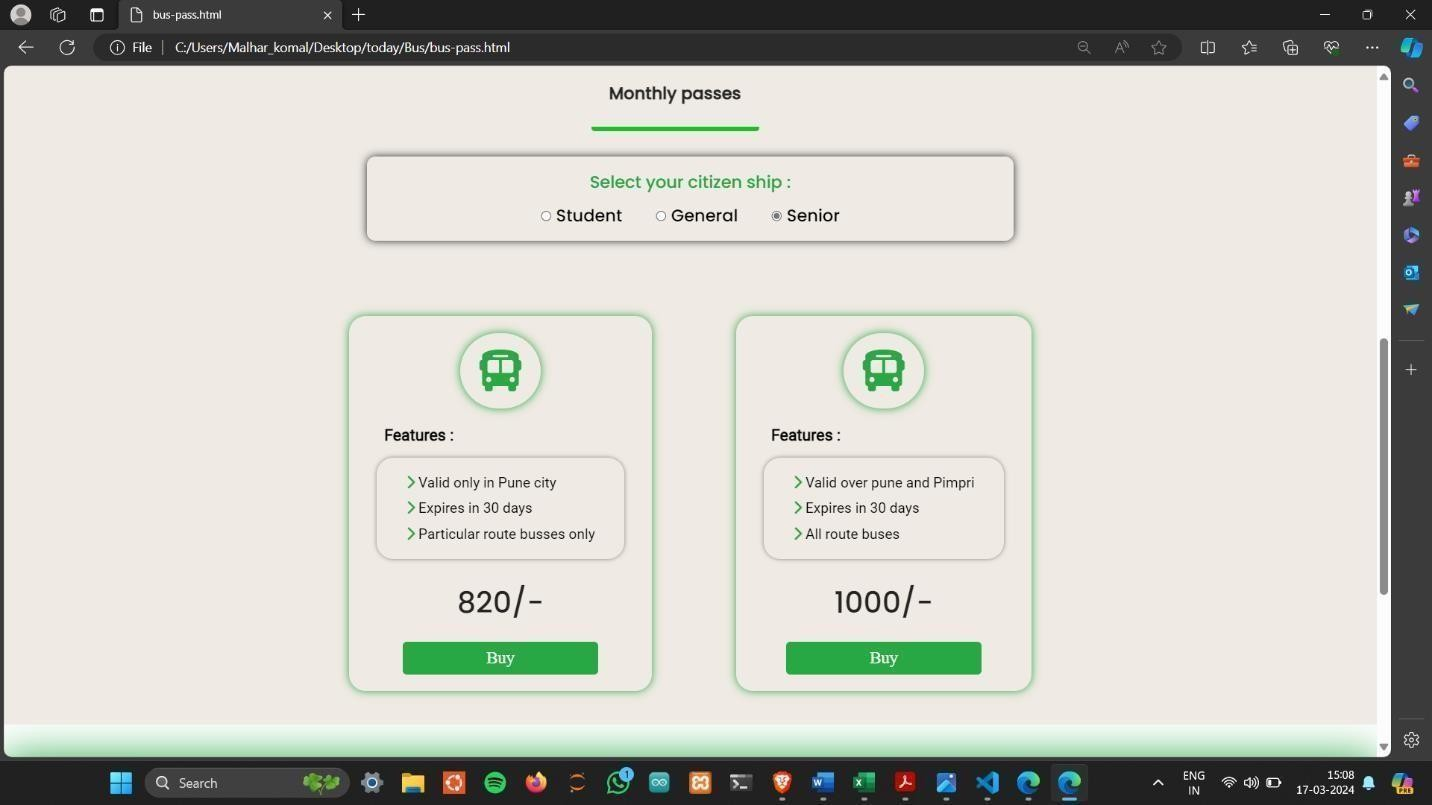 bus-pass.html
File
C:/Users/Malhar_komal/Desktop/today/Bus/bus-pass.html
Monthly passes
Select your citizen ship :
Student General Senior
Features :
Valid only in Pune city
Expires in 30 days
Particular route busses only
820/-
Buy
Features :
Valid over pune and Pimpri
Expires in 30 days
All route buses
1000/-
Buy
Search
1
ENG
IN
15:08
17-03-2024
PRE